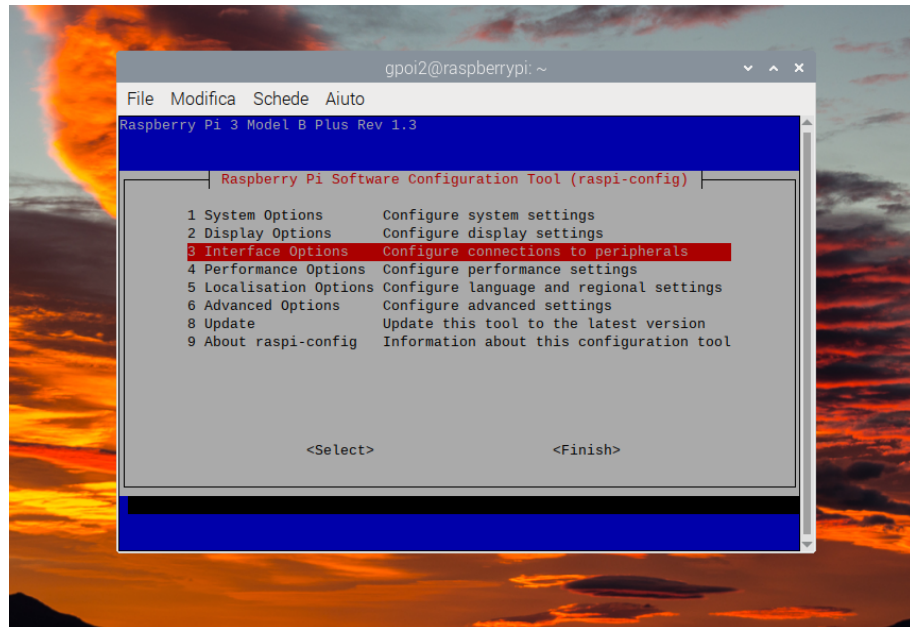 gpoi2@raspberrypi: ~
File Modifica Schede Aiuto
Raspberry Pi 3 Model B Plus Rev 1.3
Raspberry Pi Software Configuration Tool (raspi-config)
1 System Options Configure system settings
2 Display Options Configure display settings
3 Interface Options Configure connections to peripherals
4 Performance Options Configure performance settings
5 Localisation Options Configure language and regional settings
6 Advanced Options Configure advanced settings
8 Update Update this tool to the latest version
9 About raspi-config Information about this configuration tool
<Select> <Finish>